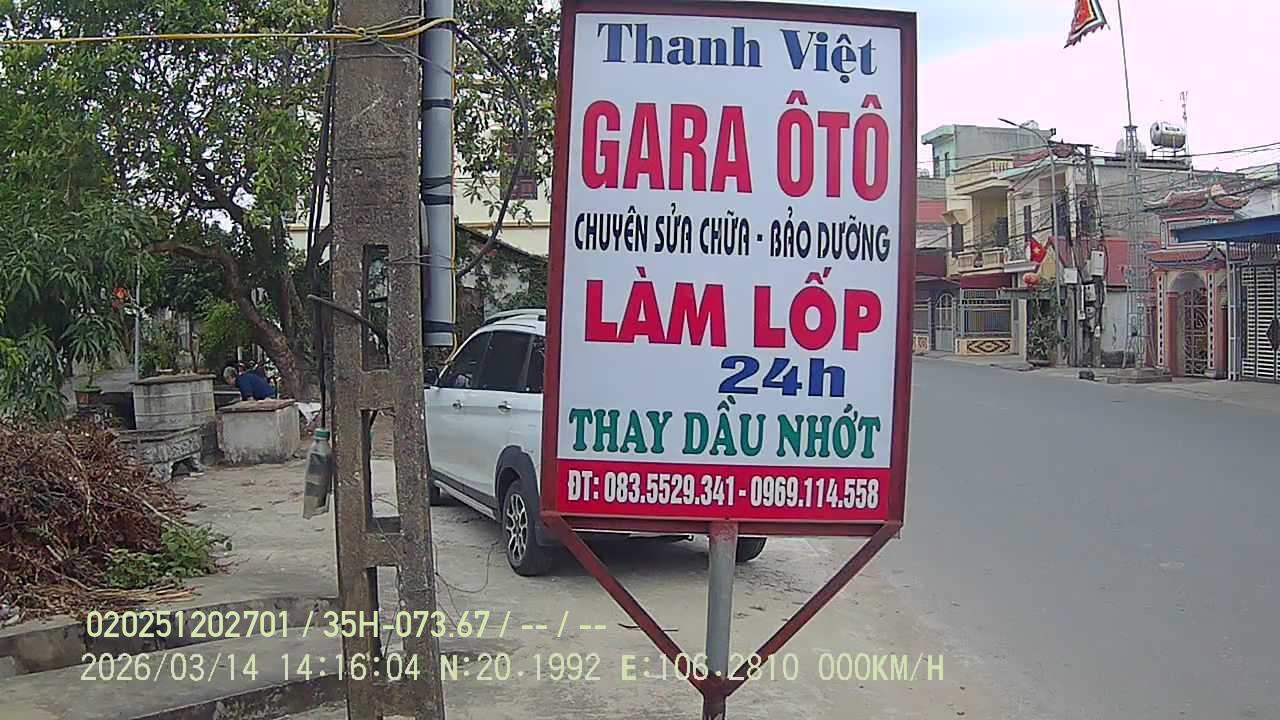 Thanh Việt
GARA ÔTÔ
CHUYÊN SỬA CHỮA - BẢO DƯỠNG
LÀM LỐP
24h
THAY DẦU NHỚT
ĐT: 083.5529.341 - 0969.114.558
020251202701 / 35H-073.67 / -- / --
2026/03/14 14:16:04 N:20.1992 E:106.2810 000KM/H